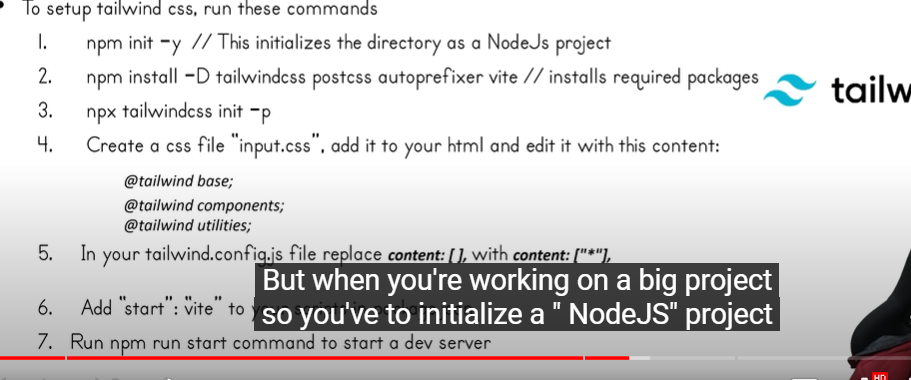 To setup tailwind css, run these commands
1. npm init -y // This initializes the directory as a NodeJs project
2. npm install -D tailwindcss postcss autoprefixer vite // installs required packages
tailw
3. npx tailwindcss init -p
4. Create a css file "input.css", add it to your html and edit it with this content:
@tailwind base;
@tailwind components;
@tailwind utilities;
5. In your tailwind.config.js file replace content: [ ], with content: ["*"],
But when you're working on a big project
6. Add "start": "vite" to
so you've to initialize a " NodeJS" project
7. Run npm run start command to start a dev server
HD